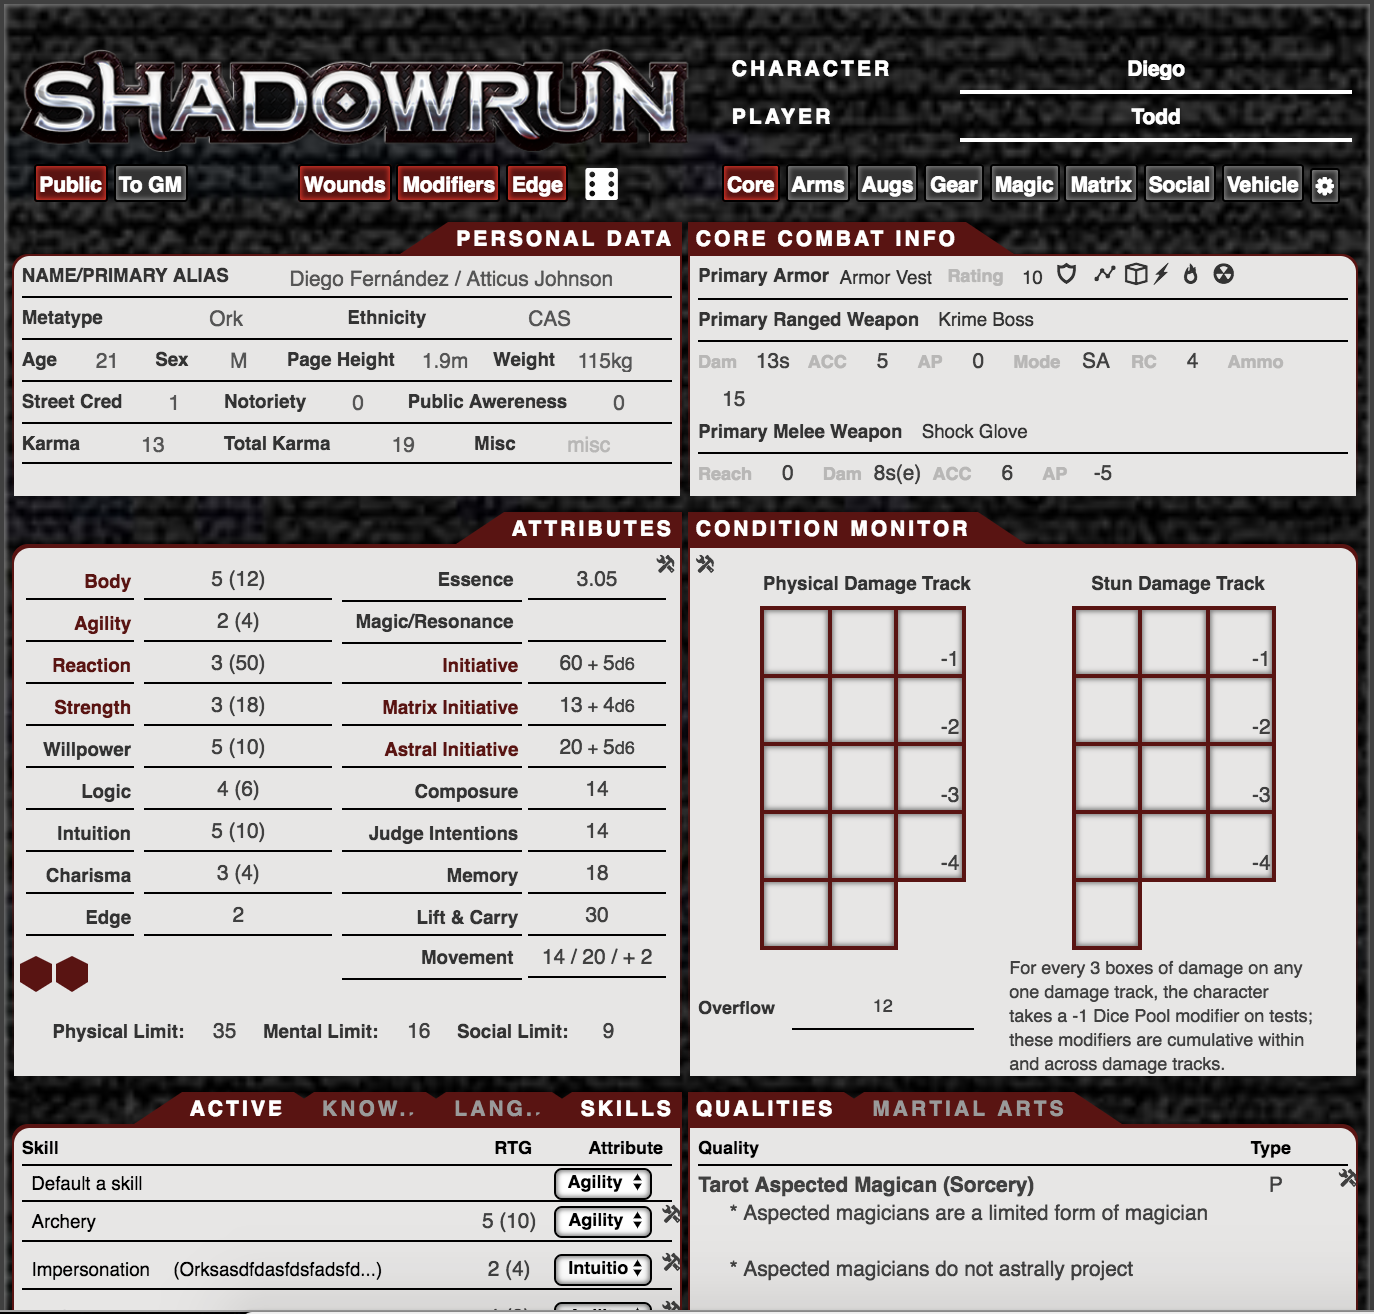 SHADOWRUN
CHARACTER Diego
PLAYER Todd
Public To GM Wounds Modifiers Edge Core Arms Augs Gear Magic Matrix Social Vehicle
PERSONAL DATA
NAME/PRIMARY ALIAS Diego Fernández / Atticus Johnson
Metatype Ork Ethnicity CAS
Age 21 Sex M Page Height 1.9m Weight 115kg
Street Cred 1 Notoriety 0 Public Awereness 0
Karma 13 Total Karma 19 Misc misc
CORE COMBAT INFO
Primary Armor Armor Vest Rating 10
Primary Ranged Weapon Krime Boss
Dam 13s ACC 5 AP 0 Mode SA RC 4 Ammo
15
Primary Melee Weapon Shock Glove
Reach 0 Dam 8s(e) ACC 6 AP -5
ATTRIBUTES
Body 5 (12) Essence 3.05
Agility 2 (4) Magic/Resonance
Reaction 3 (50) Initiative 60 + 5d6
Strength 3 (18) Matrix Initiative 13 + 4d6
Willpower 5 (10) Astral Initiative 20 + 5d6
Logic 4 (6) Composure 14
Intuition 5 (10) Judge Intentions 14
Charisma 3 (4) Memory 18
Edge 2 Lift & Carry 30
Movement 14 / 20 / + 2
Physical Limit: 35 Mental Limit: 16 Social Limit: 9
CONDITION MONITOR
Physical Damage Track Stun Damage Track
-1 -1
-2 -2
-3 -3
-4 -4
Overflow 12
For every 3 boxes of damage on any
one damage track, the character
takes a -1 Dice Pool modifier on tests;
these modifiers are cumulative within
and across damage tracks.
ACTIVE KNOW.. LANG.. SKILLS
Skill RTG Attribute
Default a skill Agility
Archery 5 (10) Agility
Impersonation (Orksasdfdasfdsfadsfd...) 2 (4) Intuitio
QUALITIES MARTIAL ARTS
Quality Type
Tarot Aspected Magican (Sorcery) P
* Aspected magicians are a limited form of magician
* Aspected magicians do not astrally project